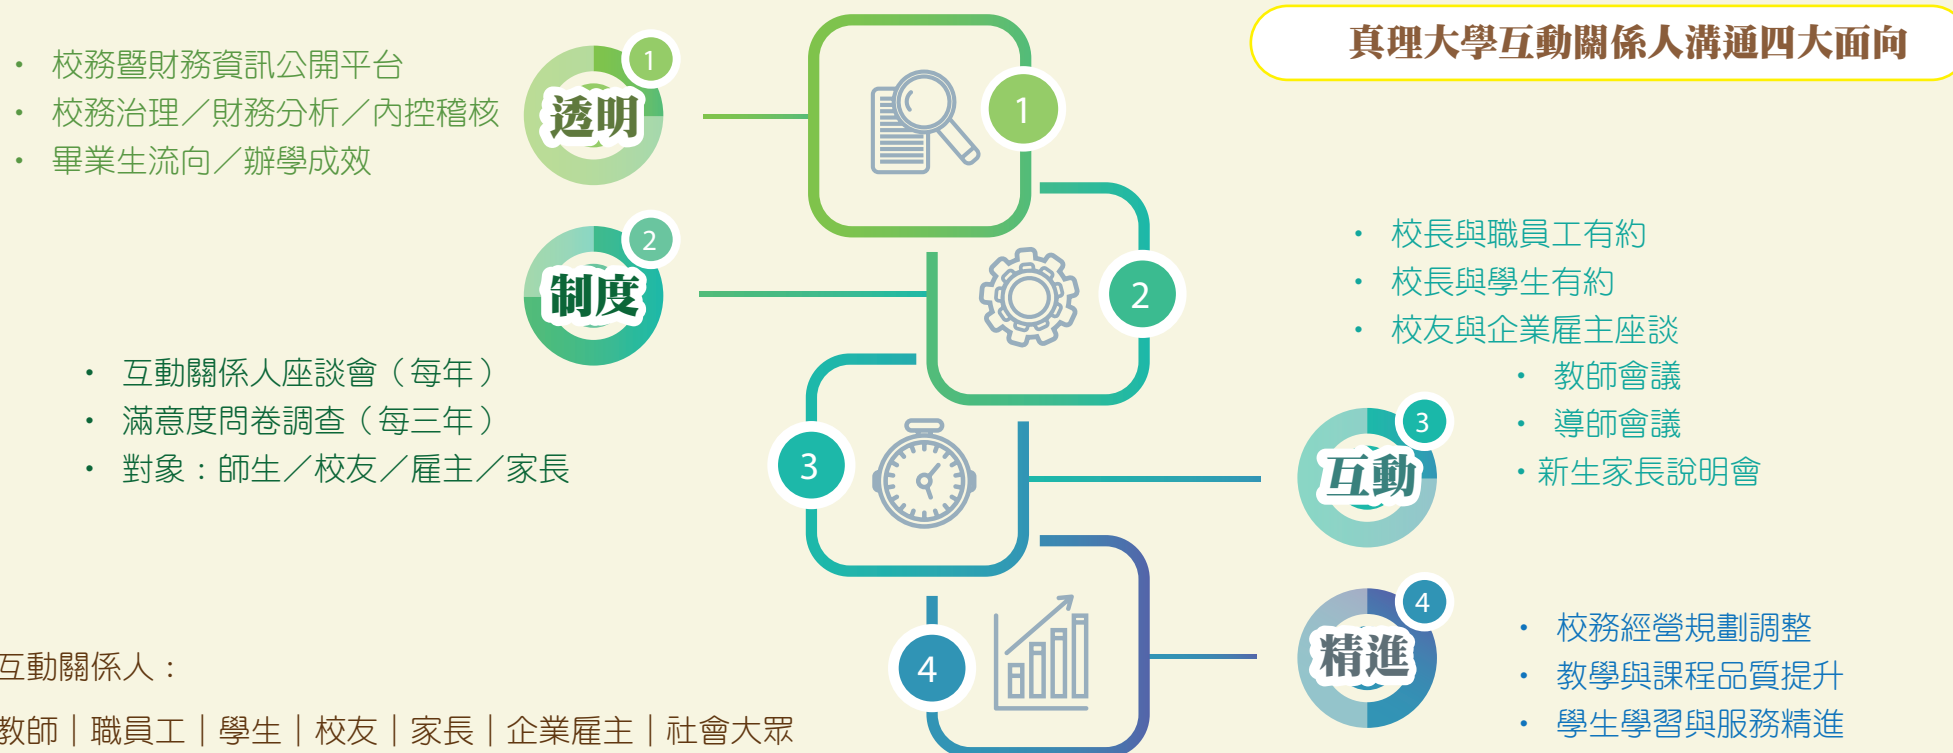 真理大學互動關係人溝通四大面向
• 校務暨財務資訊公開平台
• 校務治理／財務分析／內控稽核
• 畢業生流向／辦學成效
1
透明
1
2
制度
2
• 互動關係人座談會（每年）
• 滿意度問卷調查（每三年）
• 對象：師生／校友／雇主／家長
• 校長與職員工有約
• 校長與學生有約
• 校友與企業雇主座談
• 教師會議
• 導師會議
•新生家長說明會
3
3
互動
4
4
精進
• 校務經營規劃調整
• 教學與課程品質提升
• 學生學習與服務精進
互動關係人：
教師｜職員工｜學生｜校友｜家長｜企業雇主｜社會大眾